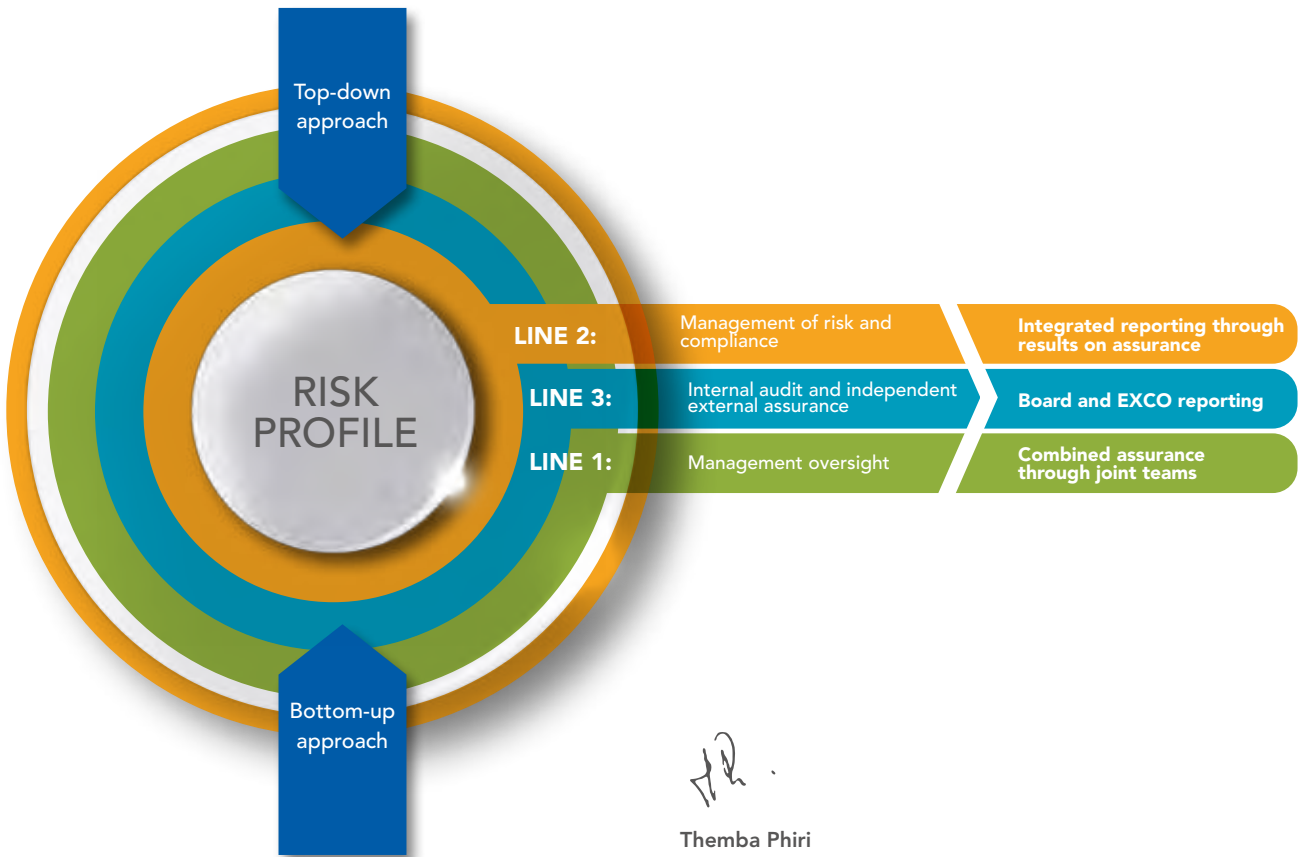 Top-down
approach
RISK
PROFILE
LINE 2:
Management of risk and
compliance
Integrated reporting through
results on assurance
LINE 3:
Internal audit and independent
external assurance
Board and EXCO reporting
LINE 1:
Management oversight
Combined assurance
through joint teams
Bottom-up
approach
Themba Phiri